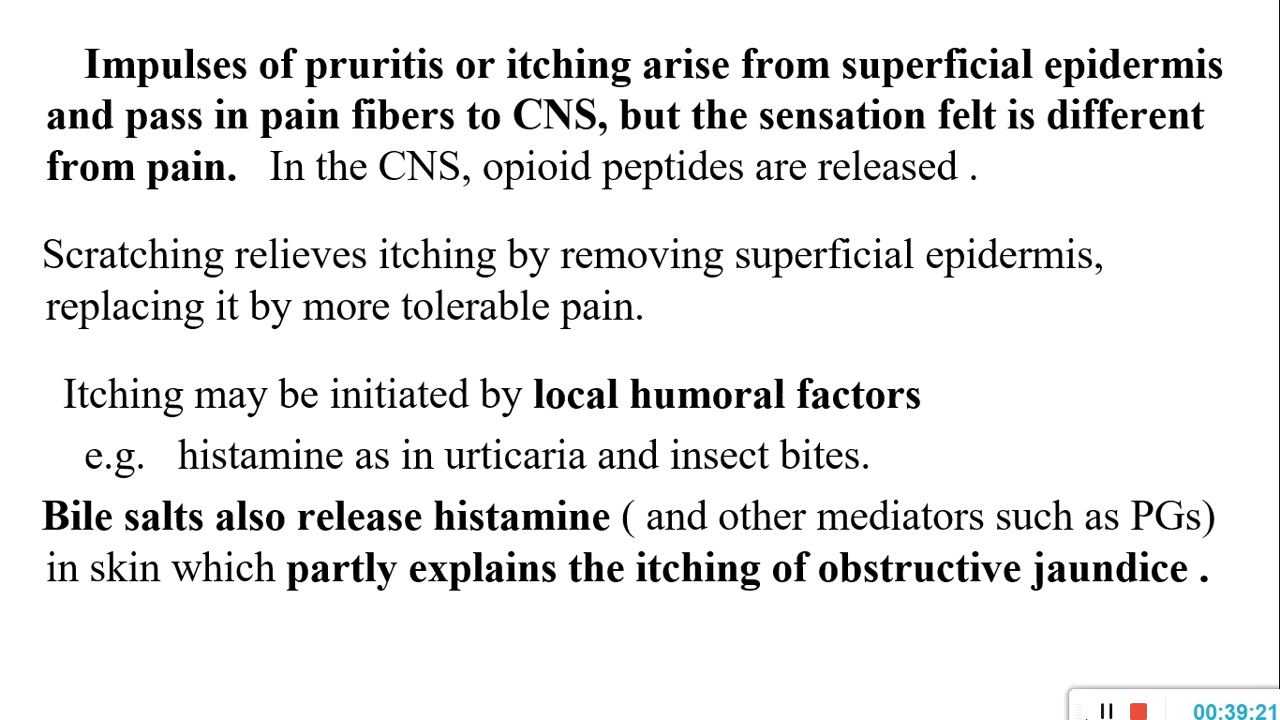 Impulses of pruritis or itching arise from superficial epidermis
and pass in pain fibers to CNS, but the sensation felt is different
from pain. In the CNS, opioid peptides are released .
Scratching relieves itching by removing superficial epidermis,
replacing it by more tolerable pain.
Itching may be initiated by local humoral factors
e.g. histamine as in urticaria and insect bites.
Bile salts also release histamine ( and other mediators such as PGs)
in skin which partly explains the itching of obstructive jaundice .
00:39:21